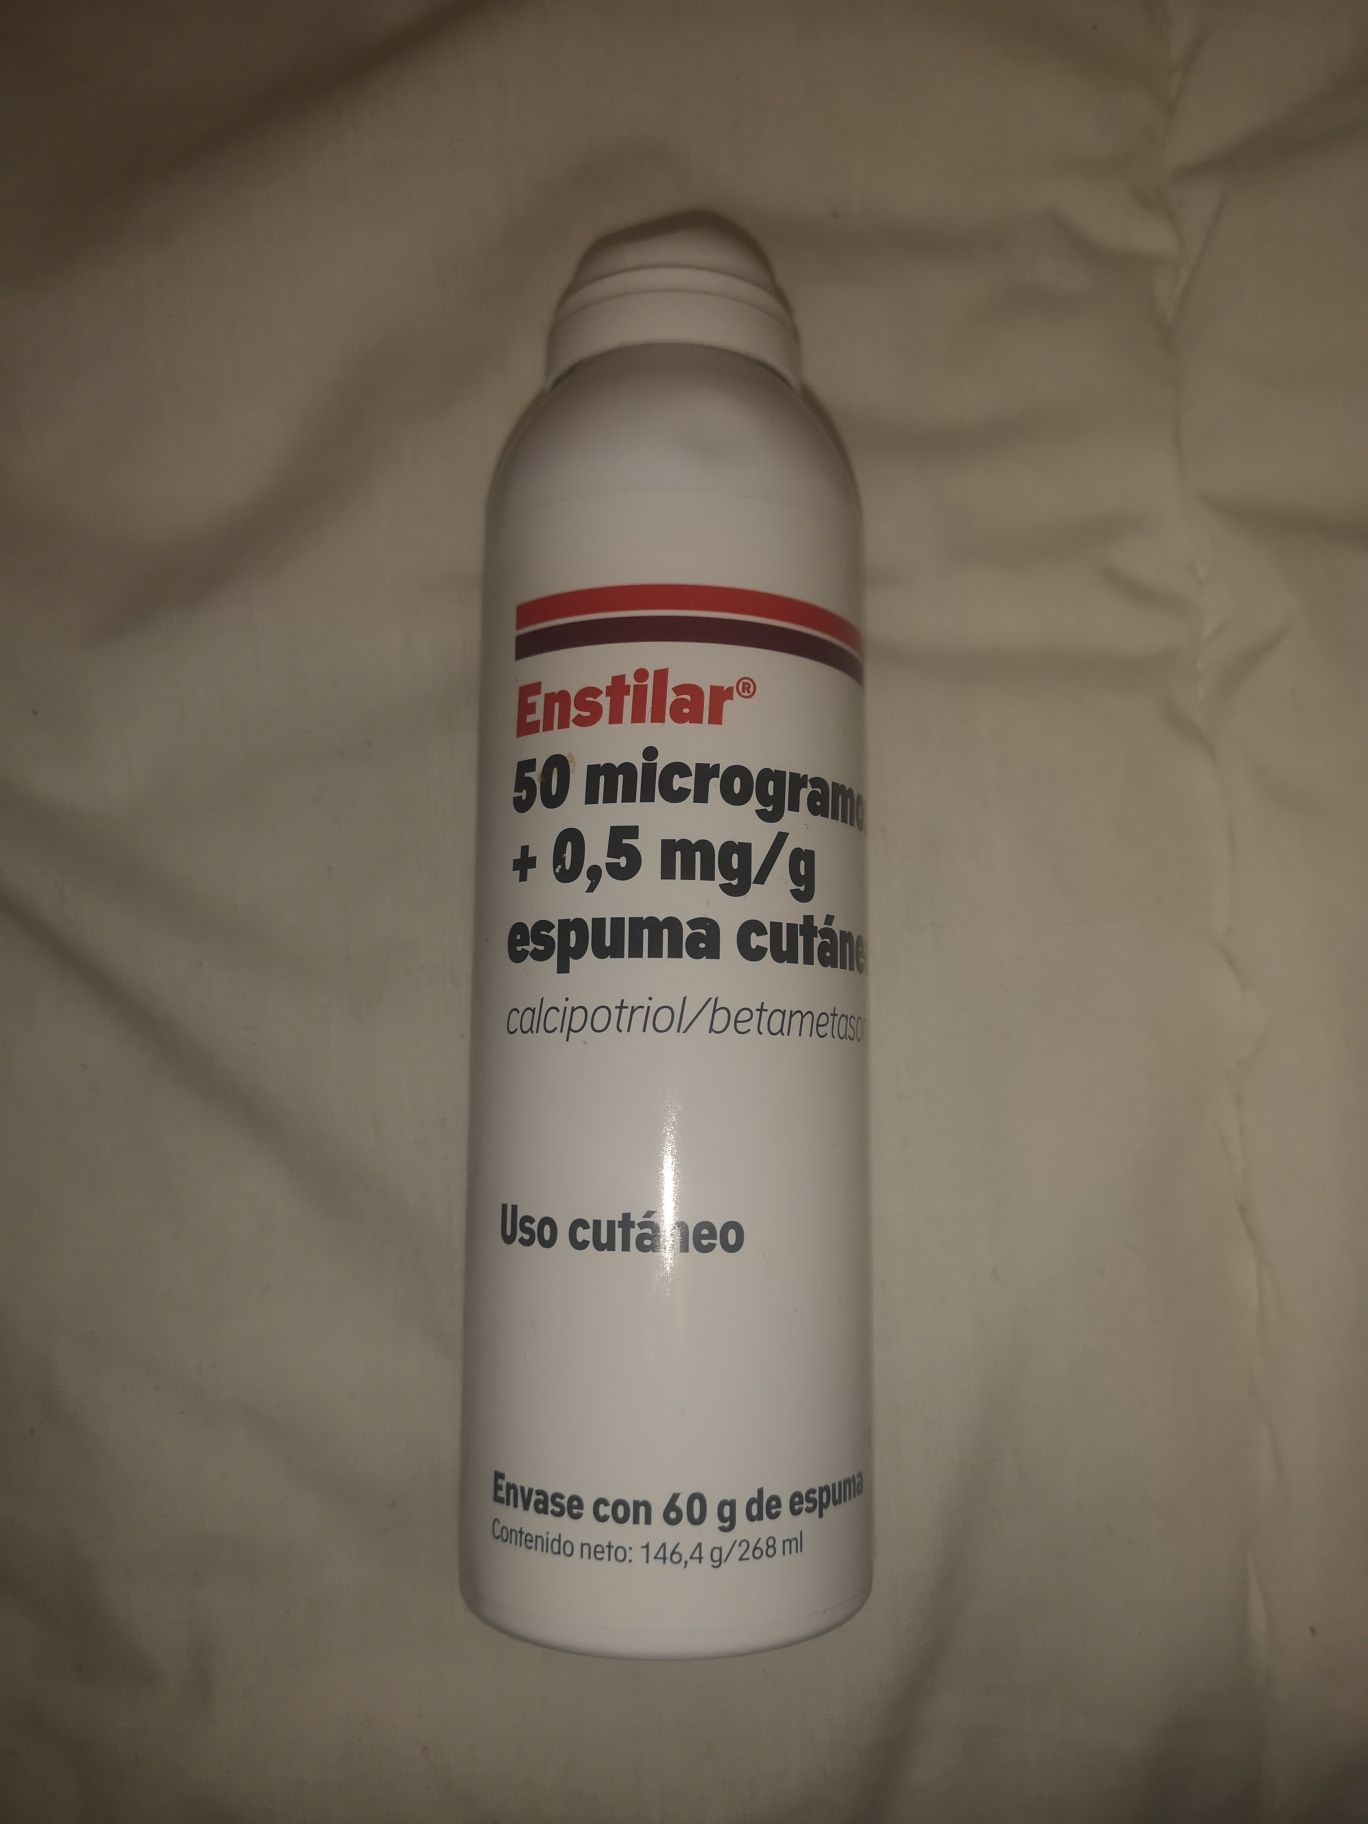 Enstilar®
50 microgramo
+ 0,5 mg/g
espuma cutáne
calcipotriol/betametaso
Uso cutáneo
Envase con 60 g de espuma
Contenido neto: 146,4 g/268 ml